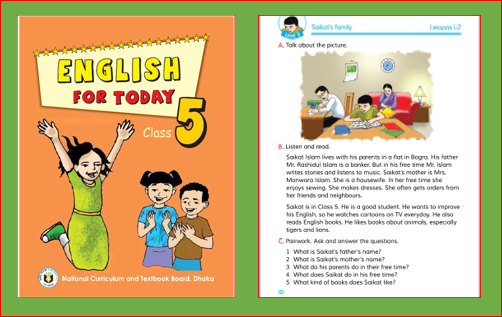 ENGLISH
FOR TODAY
Class 5
National Curriculum and Textbook Board, Dhaka
Unit 3
Saikat's family
Lessons 1-2
A. Talk about the picture.
B. Listen and read.
Saikat Islam lives with his parents in a flat in Bogra. His father
Mr. Rashidul Islam is a banker. But in his free time Mr. Islam
writes stories and listens to music. Saikat's mother is Mrs.
Monwara Islam. She is a housewife. In her free time she
enjoys sewing. She makes dresses. She often gets orders from
her friends and neighbours.
Saikat is in Class 5. He is a good student. He wants to improve
his English, so he watches cartoons on TV everyday. He also
reads English books. He likes books about animals, especially
tigers and lions.
C. Pairwork. Ask and answer the questions.
1 What is Saikat's father's name?
2 What is Saikat's mother's name?
3 What do his parents do in their free time?
4 What does Saikat do in his free time?
5 What kind of books does Saikat like?
10